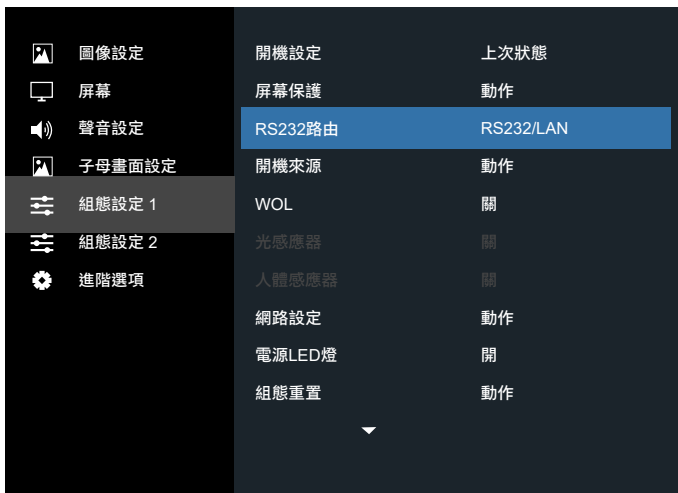 圖像設定
屏幕
聲音設定
子母畫面設定
組態設定 1
組態設定 2
進階選項
開機設定 上次狀態
屏幕保護 動作
RS232路由 RS232/LAN
開機來源 動作
WOL 關
光感應器 關
人體感應器 關
網路設定 動作
電源LED燈 開
組態重置 動作